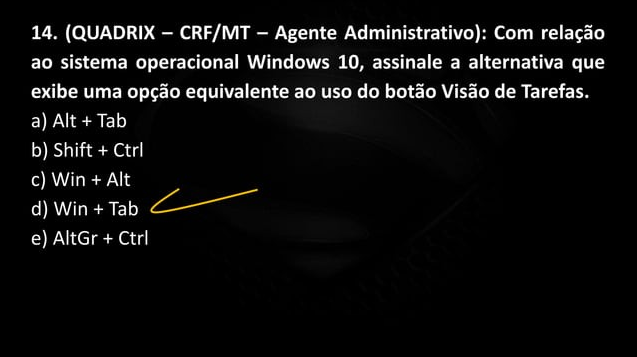 14. (QUADRIX – CRF/MT – Agente Administrativo): Com relação
ao sistema operacional Windows 10, assinale a alternativa que
exibe uma opção equivalente ao uso do botão Visão de Tarefas.
a) Alt + Tab
b) Shift + Ctrl
c) Win + Alt
d) Win + Tab
e) AltGr + Ctrl